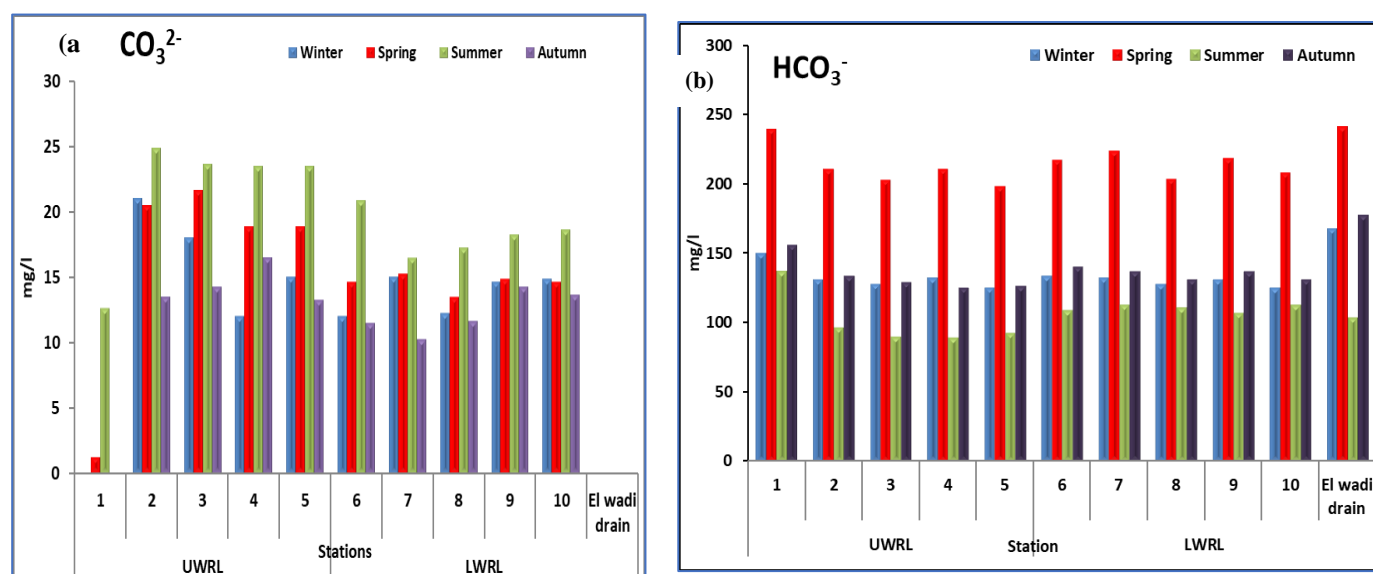 (a CO₃²⁻
Winter Spring Summer Autumn
30
25
20
15
10
5
0
mg/l
1 2 3 4 5 6 7 8 9 10 El wadi
drain
Stations
UWRL LWRL
(b) HCO₃⁻
Winter Spring Summer Autumn
300
250
200
150
100
50
0
mg/l
1 2 3 4 5 6 7 8 9 10 El wadi
drain
UWRL Station LWRL